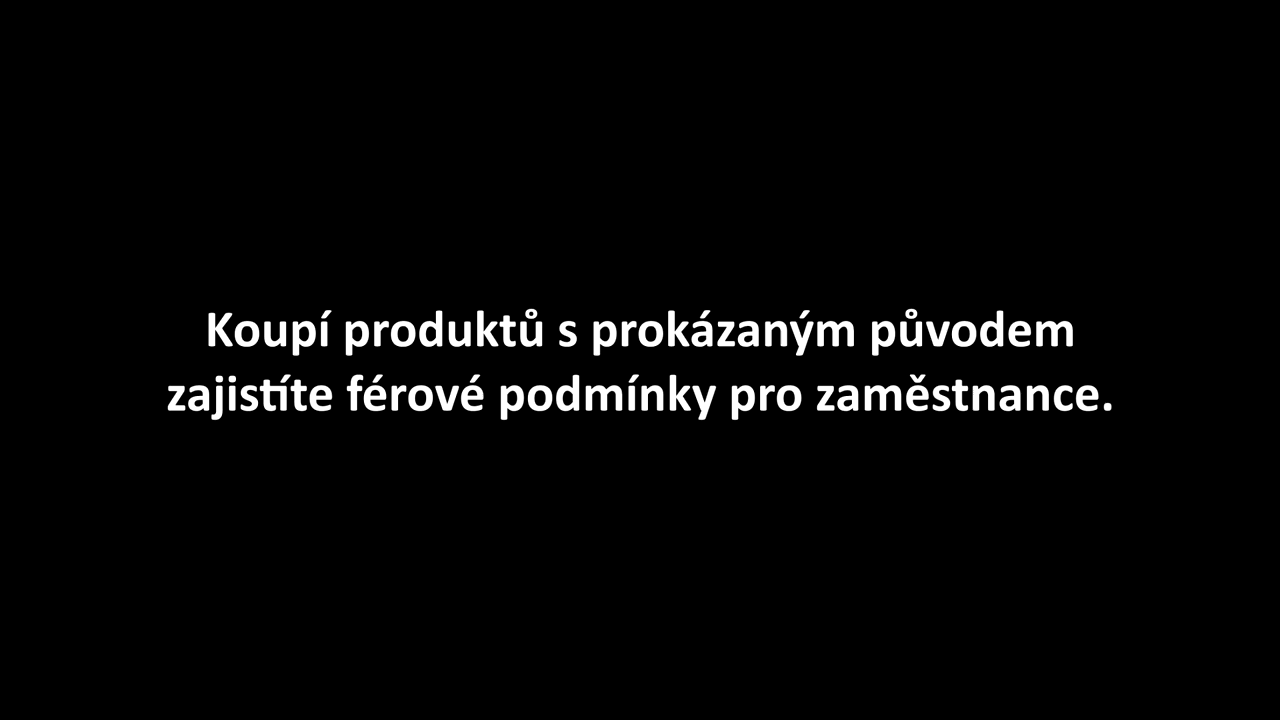 Koupí produktů s prokázaným původem
zajistíte férové podmínky pro zaměstnance.